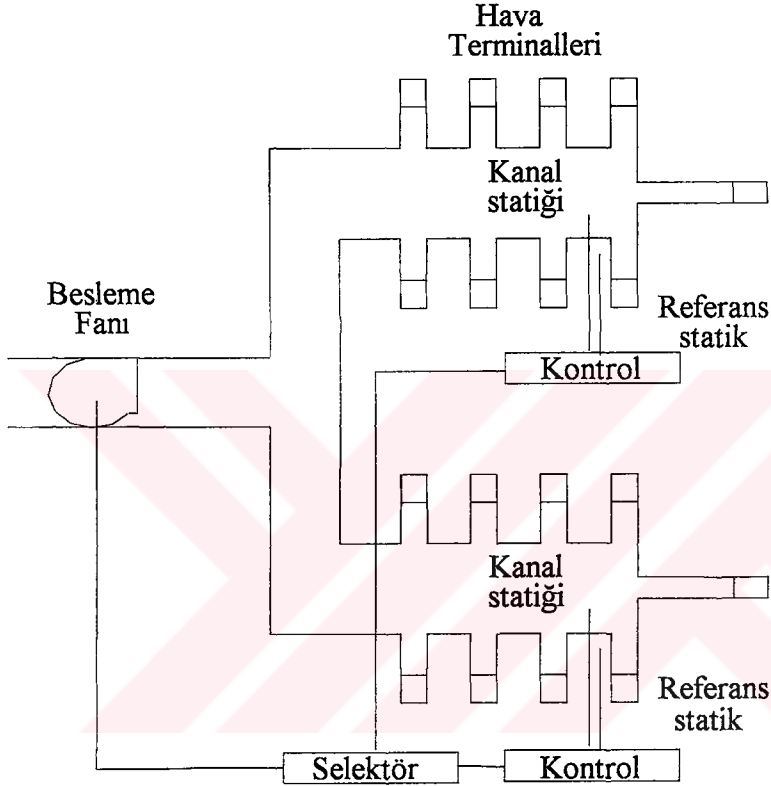 Hava
Terminalleri
Kanal
statiği
Besleme
Fanı
Referans
statik
Kontrol
Kanal
statiği
Referans
statik
Selektör
Kontrol